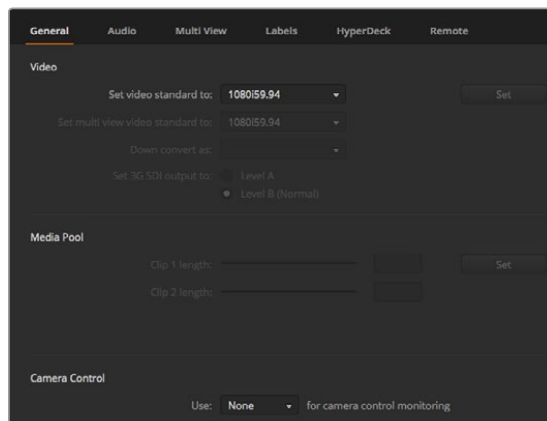 General Audio Multi View Labels HyperDeck Remote
Video
Set video standard to: 1080i59.94 Set
Set multi view video standard to: 1080i59.94
Down convert as:
Set 3G SDI output to: Level A
Level B (Normal)
Media Pool
Clip 1 length: Set
Clip 2 length:
Camera Control
Use: None for camera control monitoring